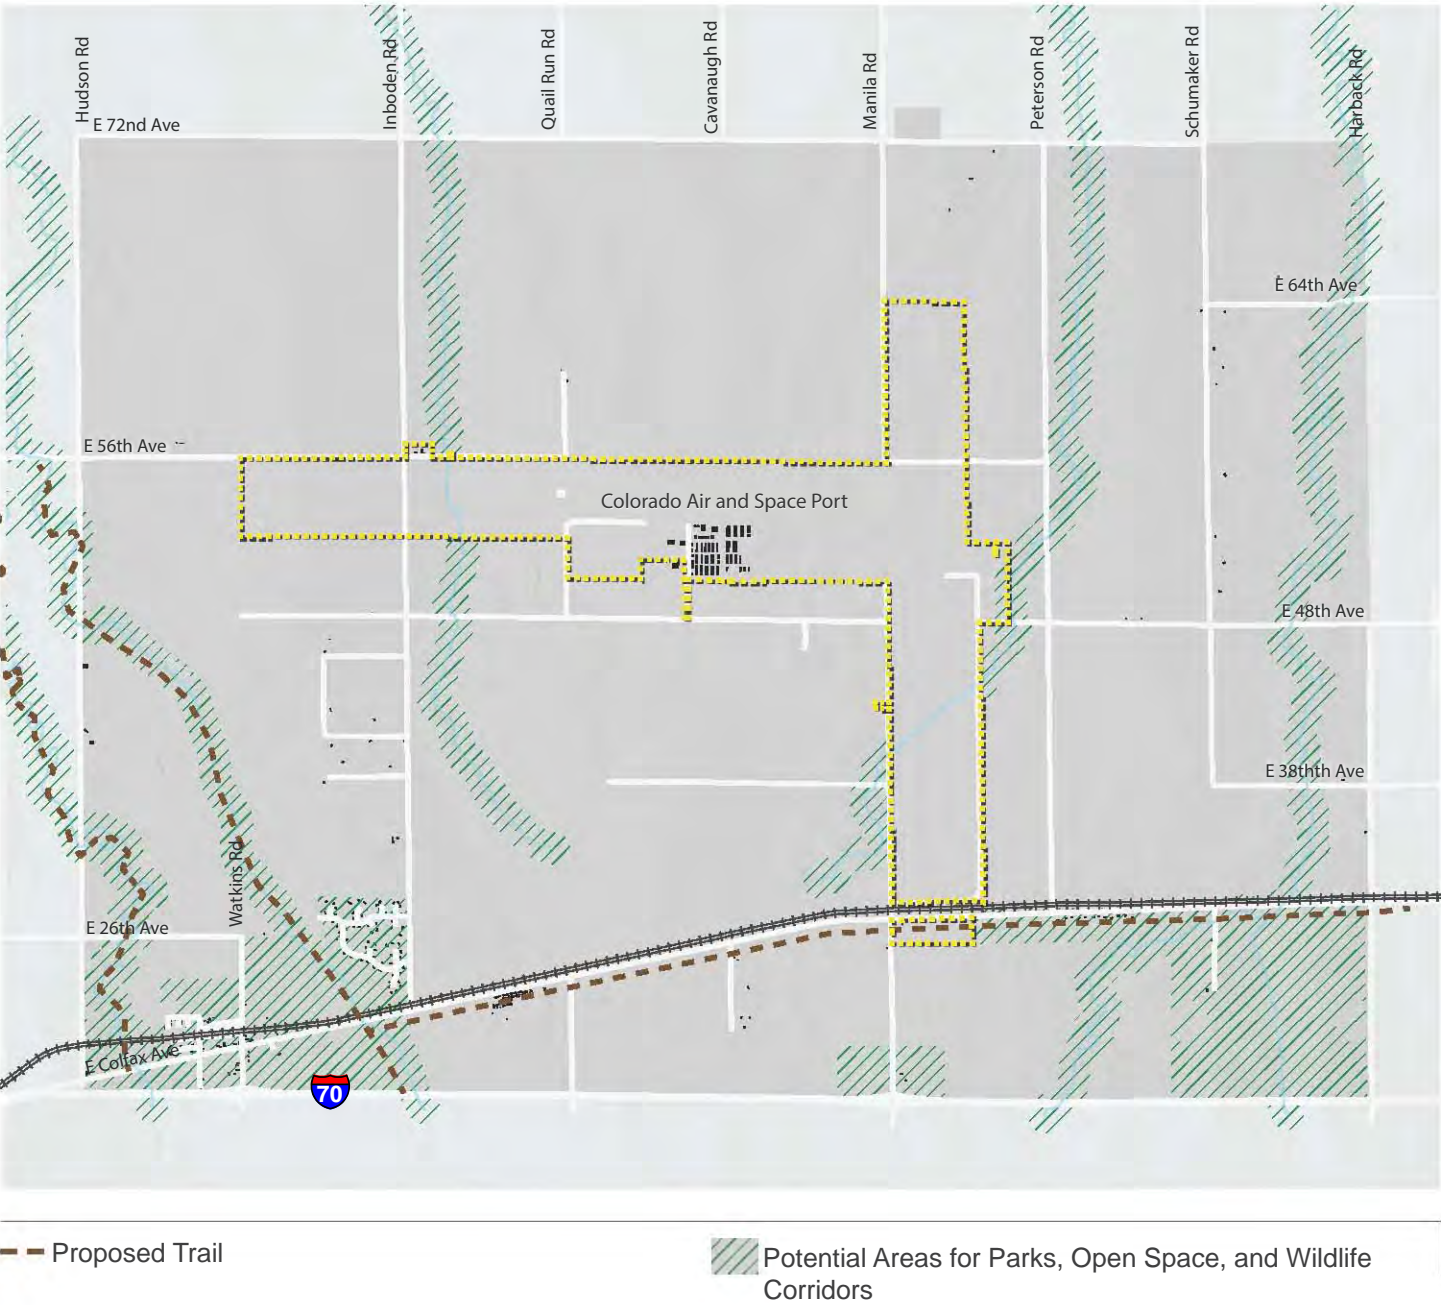 Hudson Rd
Inboden Rd
Quail Run Rd
Cavanaugh Rd
Manila Rd
Peterson Rd
Schumaker Rd
Harback Rd
E 72nd Ave
E 64th Ave
E 56th Ave
Colorado Air and Space Port
E 48th Ave
E 38thth Ave
Watkins Rd
E 26th Ave
E Colfax Ave
70
Proposed Trail
Potential Areas for Parks, Open Space, and Wildlife
Corridors